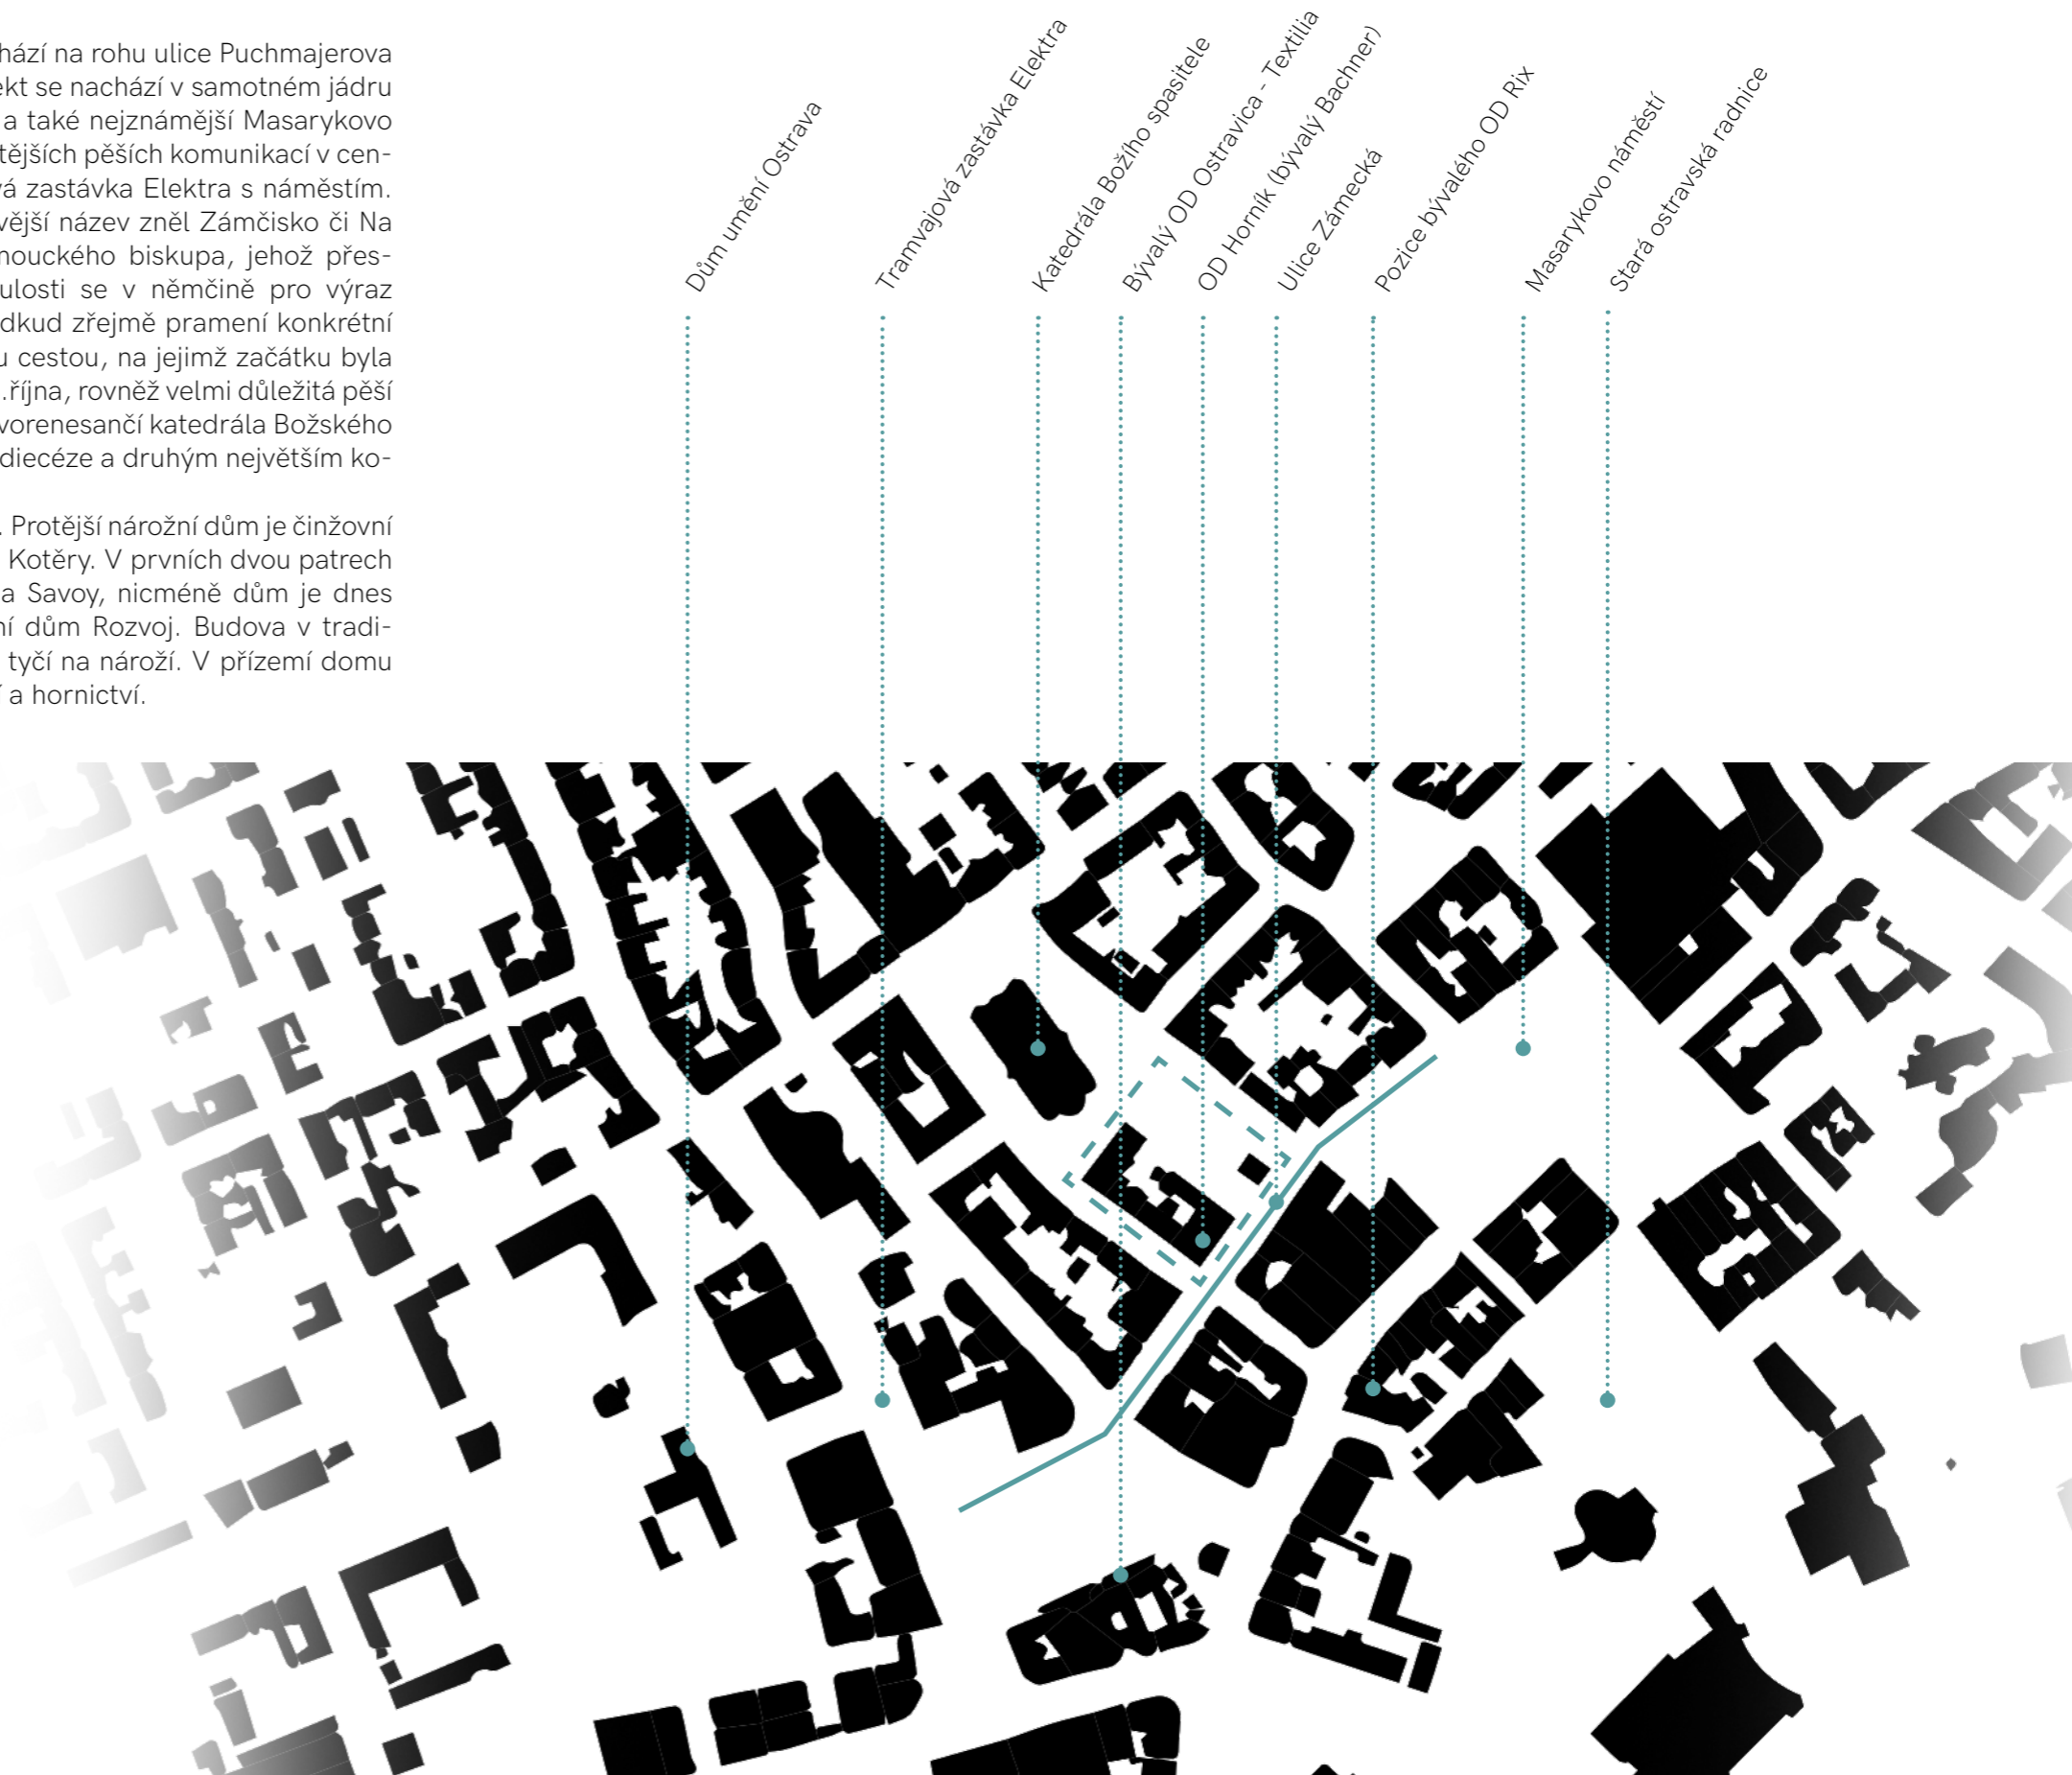 hází na rohu ulice Puchmajerova
ekt se nachází v samotném jádru
a také nejznámější Masarykovo
tějších pěších komunikací v cen-
vá zastávka Elektra s náměstím.
vější název zněl Zámčisko či Na
mouckého biskupa, jehož přes-
ulosti se v němčině pro výraz
dkud zřejmě pramení konkrétní
u cestou, na jejimž začátku byla
.října, rovněž velmi důležitá pěší
vorenesančí katedrála Božského
diecéze a druhým největším ko-
. Protější nárožní dům je činžovní
Kotěry. V prvních dvou patrech
a Savoy, nicméně dům je dnes
ní dům Rozvoj. Budova v tradi-
tyčí na nároží. V přízemí domu
í a hornictví.
Dům umění Ostrava
Tramvajová zastávka Elektra
Katedrála Božího spasitele
Bývalý OD Ostravica - Textilia
OD Horník (bývalý Bachner)
Ulice Zámecká
Pozice bývalého OD Rix
Masarykovo náměstí
Stará ostravská radnice